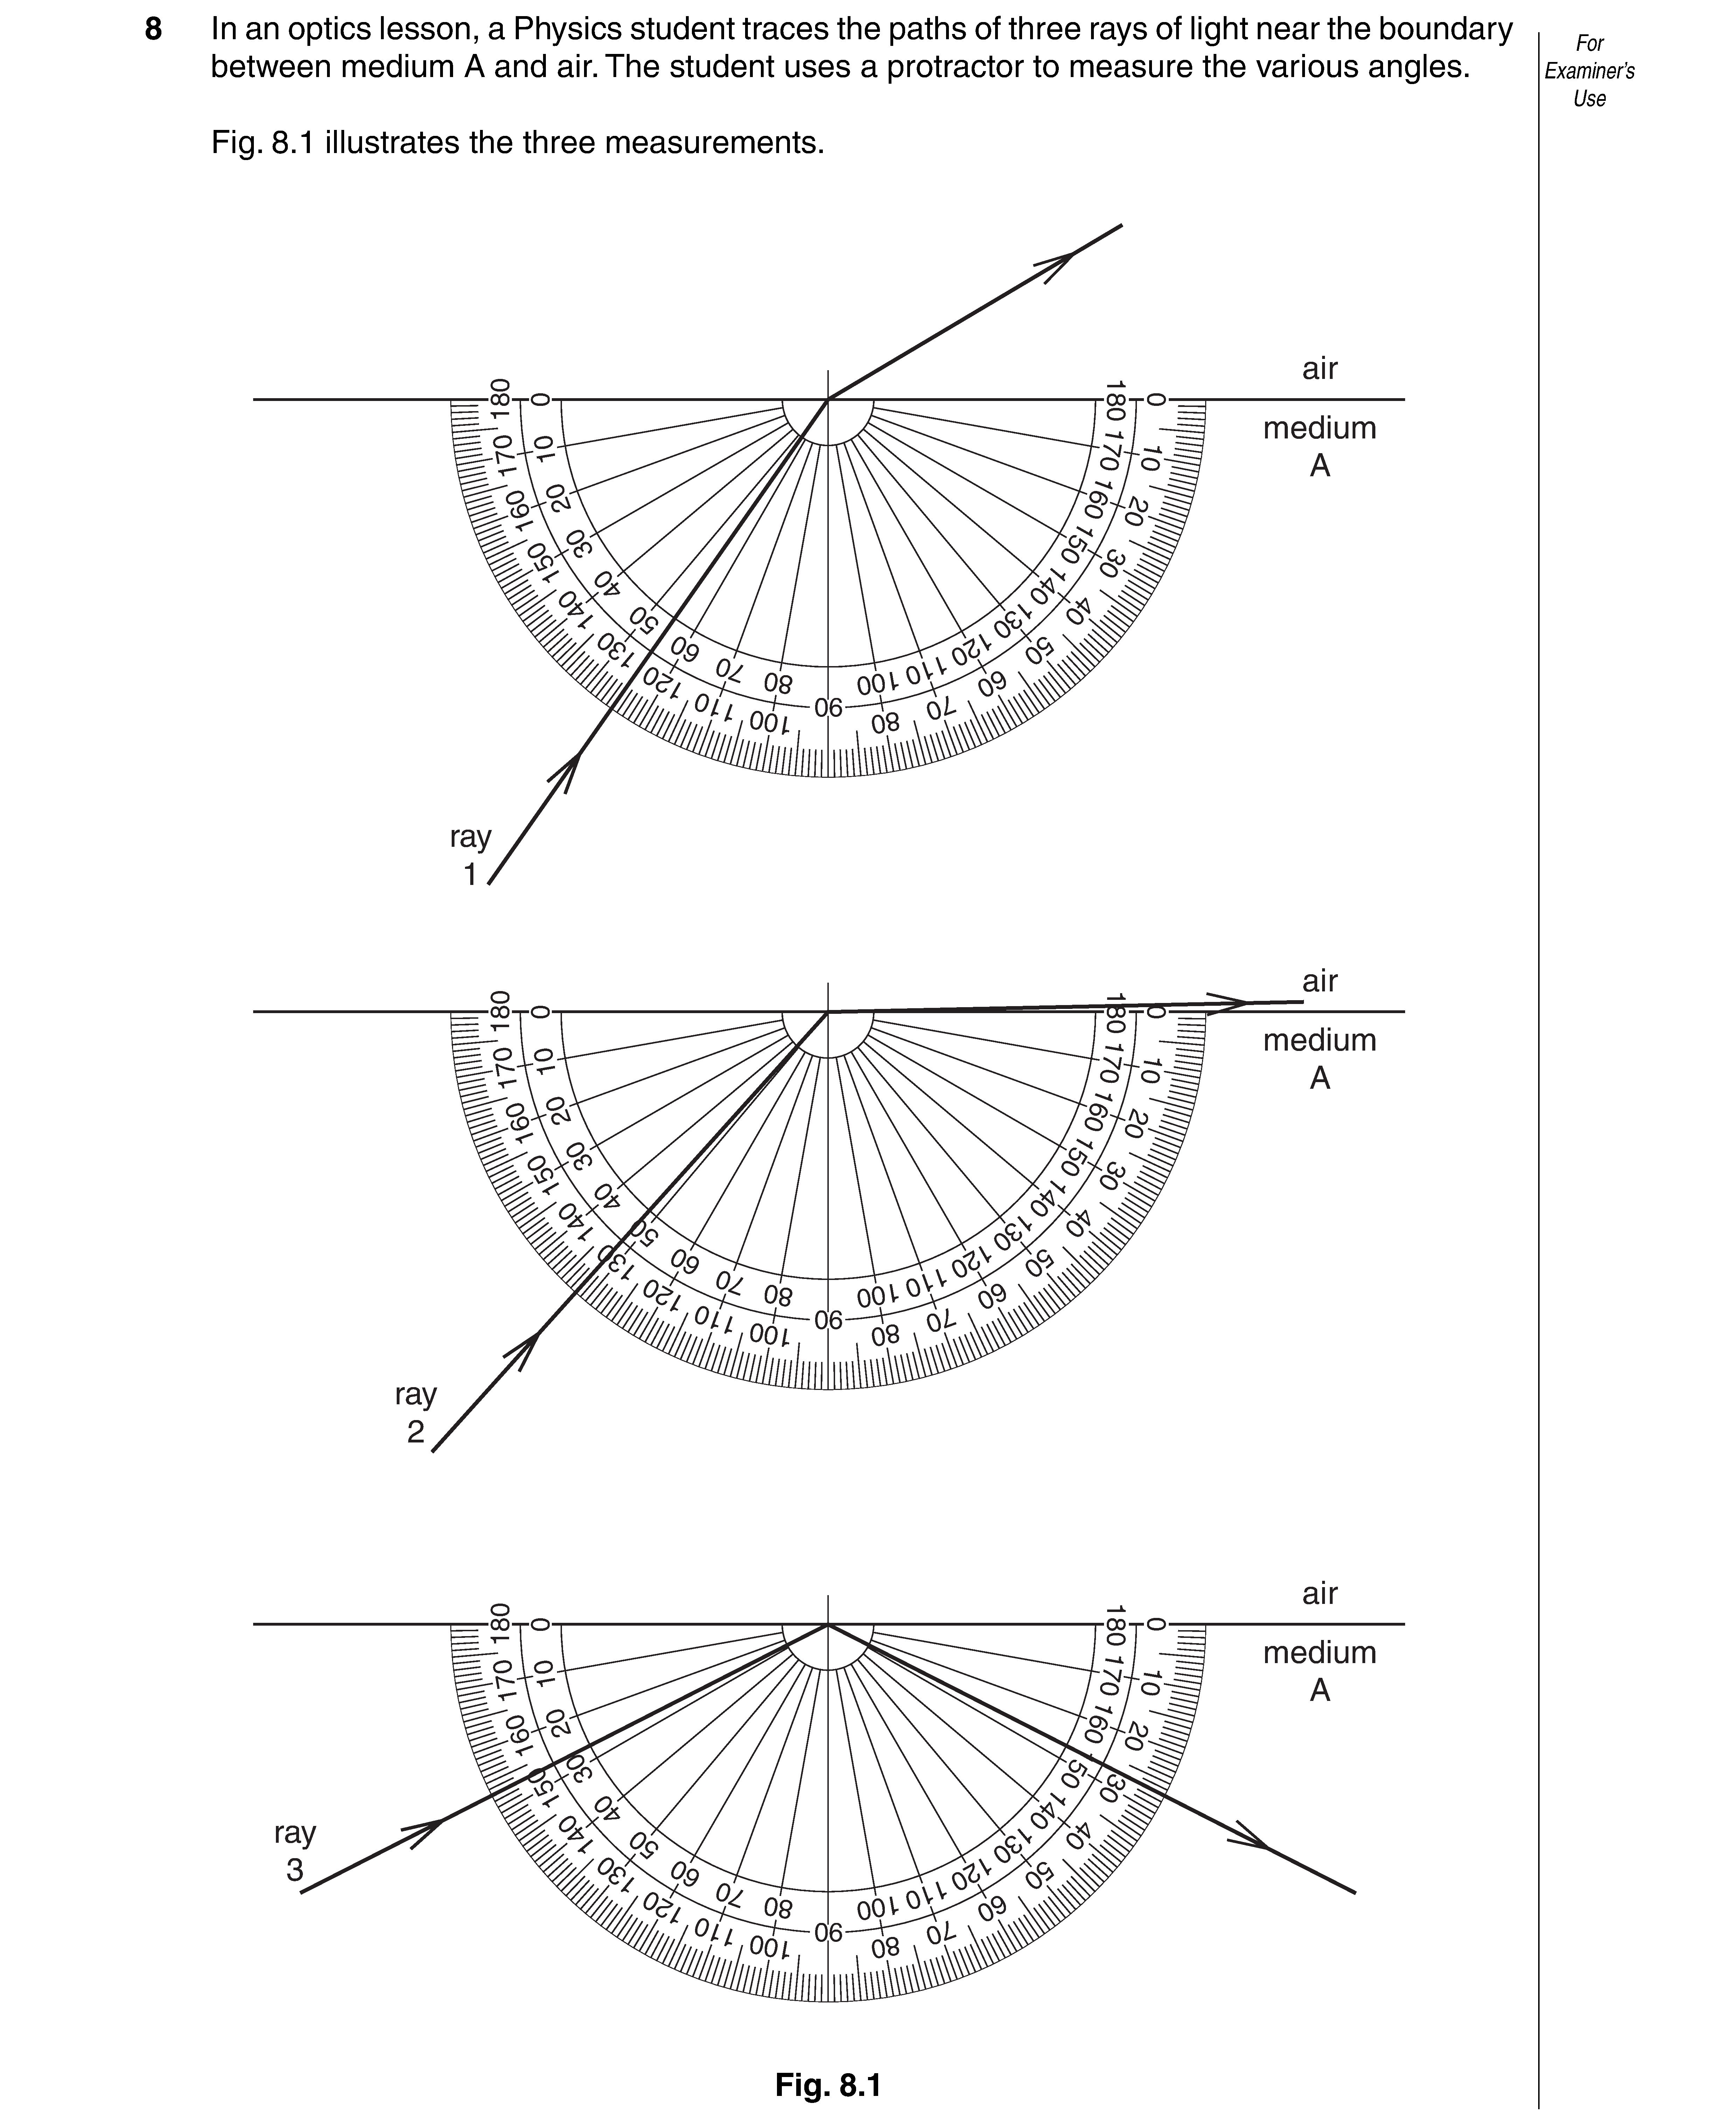 8 In an optics lesson, a Physics student traces the paths of three rays of light near the boundary
between medium A and air. The student uses a protractor to measure the various angles.
For
Examiner's
Use
Fig. 8.1 illustrates the three measurements.
air
medium
A
180 170 160 150 140 130 120 110 100
0 10 20 30 40 50 60 70 80 90 100 110 120 130 140 150 160 170 180
80 70 60 50 40 30 20 10 0
ray
1
air
medium
A
180 170 160 150 140 130 120 110 100
0 10 20 30 40 50 60 70 80 90 100 110 120 130 140 150 160 170 180
80 70 60 50 40 30 20 10 0
ray
2
air
medium
A
180 170 160 150 140 130 120 110 100
0 10 20 30 40 50 60 70 80 90 100 110 120 130 140 150 160 170 180
80 70 60 50 40 30 20 10 0
ray
3
Fig. 8.1